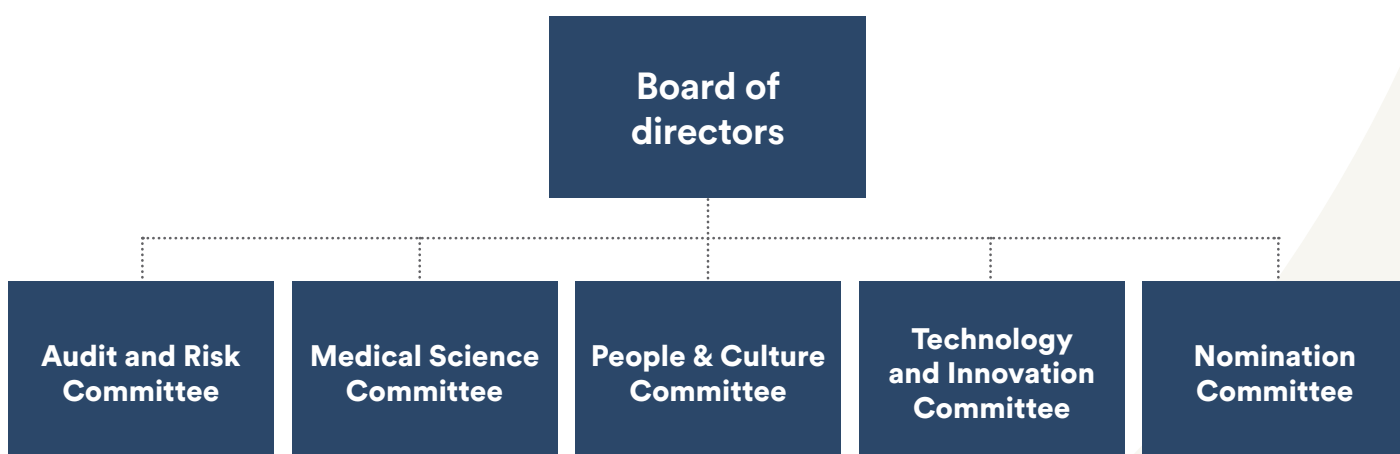 Board of
directors
Audit and Risk
Committee
Medical Science
Committee
People & Culture
Committee
Technology
and Innovation
Committee
Nomination
Committee